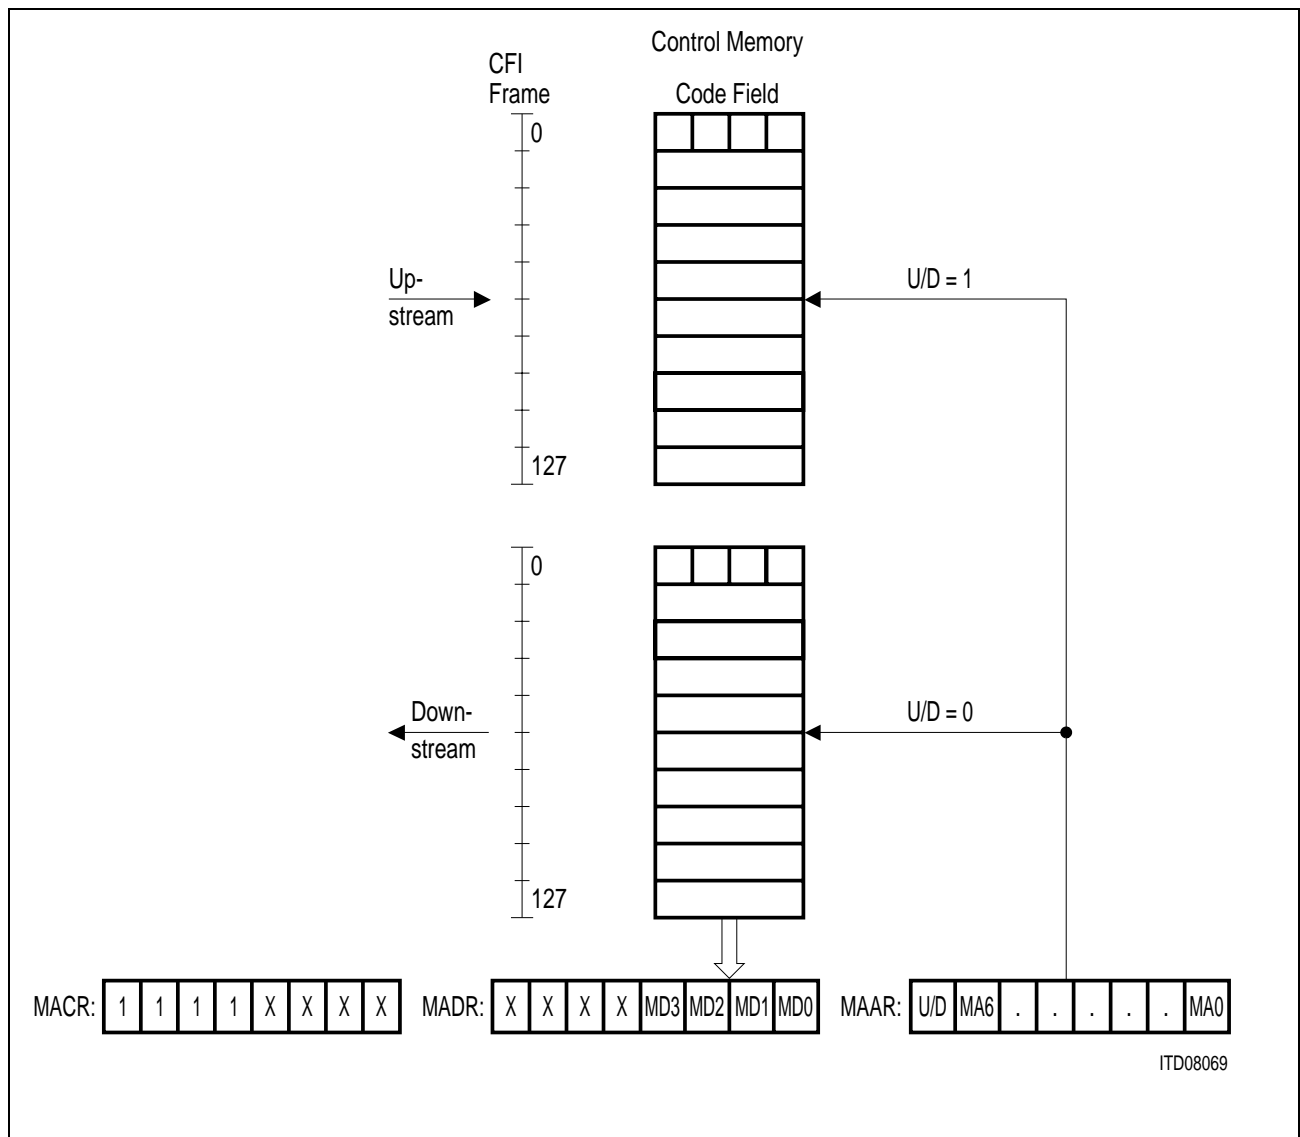 Control Memory
CFI
Frame
Code Field
0
Up-
stream
U/D = 1
127
0
Down-
stream
U/D = 0
127
MACR: 1 1 1 1 X X X X
MADR: X X X X MD3 MD2 MD1 MD0
MAAR: U/D MA6 . . . . . MA0
ITD08069